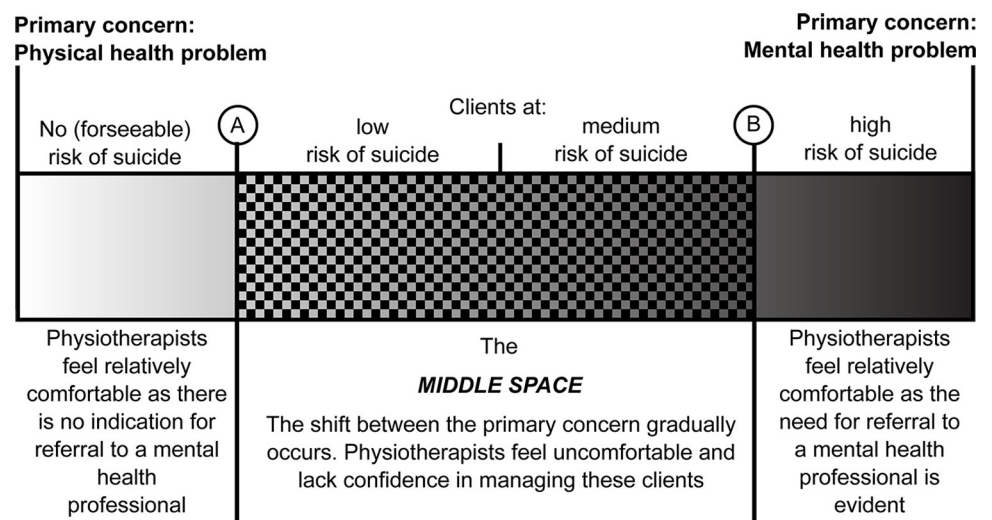 Primary concern:
Physical health problem
Primary concern:
Mental health problem
Clients at:
No (forseeable)
risk of suicide
A
low
risk of suicide
medium
risk of suicide
B
high
risk of suicide
Physiotherapists
feel relatively
comfortable as there
is no indication for
referral to a mental
health
professional
The
MIDDLE SPACE
The shift between the primary concern gradually
occurs. Physiotherapists feel uncomfortable and
lack confidence in managing these clients
Physiotherapists
feel relatively
comfortable as the
need for referral to
a mental health
professional is
evident